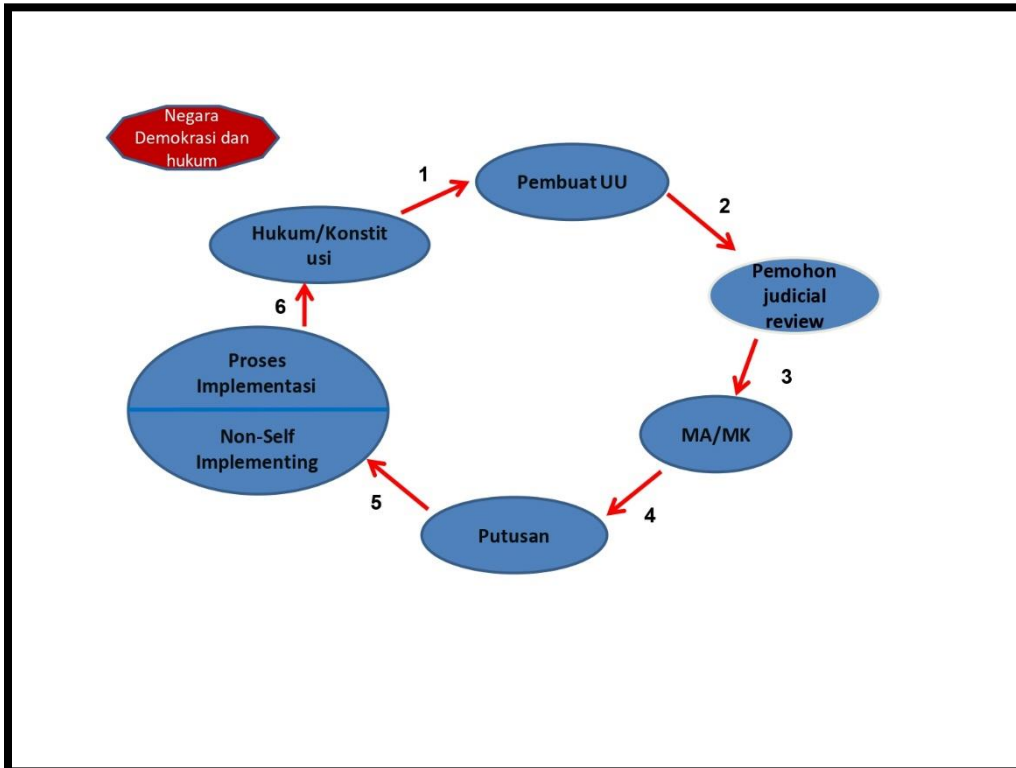 Negara
Demokrasi dan
hukum
1
Pembuat UU
2
Hukum/Konstit
usi
Pemohon
judicial
review
6
3
Proses
Implementasi
MA/MK
Non-Self
Implementing
5
4
Putusan